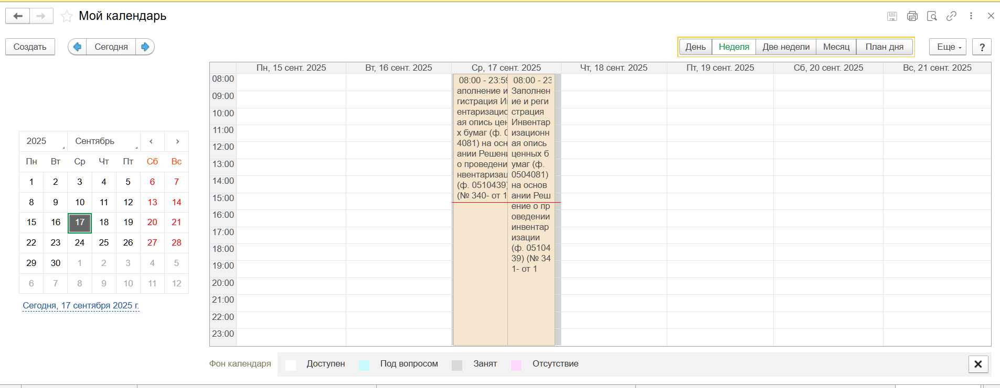 Мой календарь
Создать
Сегодня
День
Неделя
Две недели
Месяц
План дня
Еще
?
Пн, 15 сент. 2025
Вт, 16 сент. 2025
Ср, 17 сент. 2025
Чт, 18 сент. 2025
Пт, 19 сент. 2025
Сб, 20 сент. 2025
Вс, 21 сент. 2025
08:00
09:00
10:00
11:00
12:00
13:00
14:00
15:00
16:00
17:00
18:00
19:00
20:00
21:00
22:00
23:00
08:00 - 23:59
аполнение и
гистрация И
ентаризацио
ая опись цен
х бумаг (ф. 0
4081) на осн
ании Решени
о проведени
нвентаризац
(ф. 0510439)
(№ 340- от 1
08:00 - 23
Заполнен
ие и реги
страция
Инвентар
изационн
ая опись
ценных б
умаг (ф.
0504081)
на основ
ании Реш
ение о пр
оведении
инвентар
изации
(ф. 05104
39) (№ 34
1- от 1
2025 Сентябрь
Пн Вт Ср Чт Пт Сб Вс
1 2 3 4 5 6 7
8 9 10 11 12 13 14
15 16 17 18 19 20 21
22 23 24 25 26 27 28
29 30 1 2 3 4 5
6 7 8 9 10 11 12
Сегодня, 17 сентября 2025 г.
Фон календаря
Доступен
Под вопросом
Занят
Отсутствие